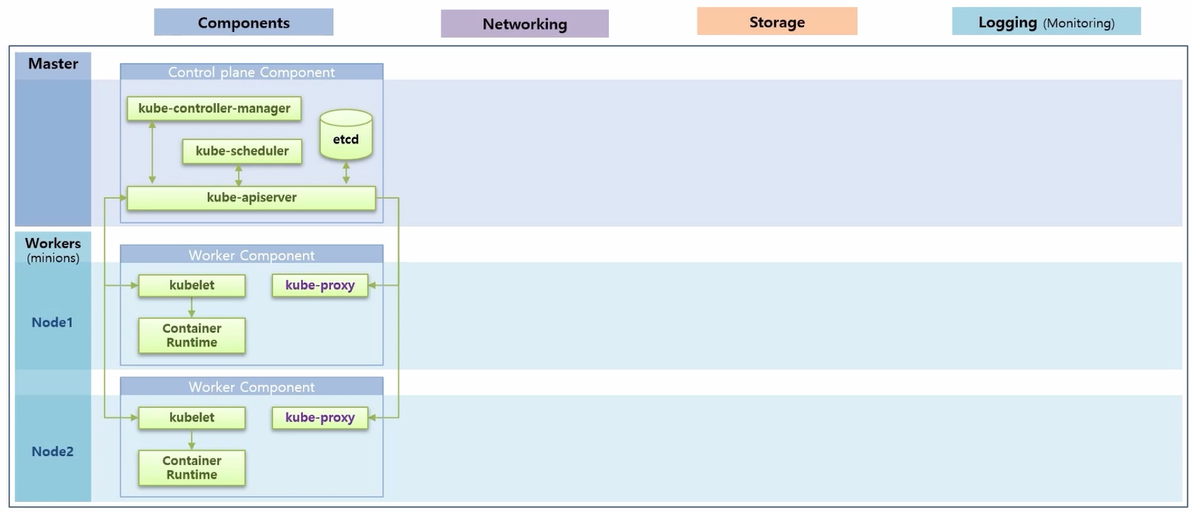 Components
Networking
Storage
Logging (Monitoring)
Master
Control plane Component
kube-controller-manager
etcd
kube-scheduler
kube-apiserver
Workers
(minions)
Worker Component
kubelet
kube-proxy
Node1
Container
Runtime
Worker Component
kubelet
kube-proxy
Node2
Container
Runtime